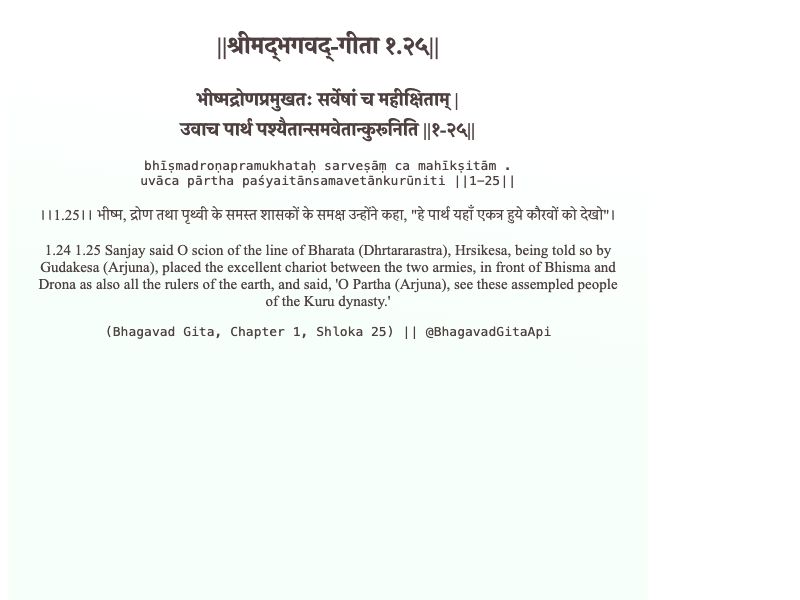 ||श्रीमद्‍भगवद्‍-गीता १.२५||
भीष्मद्रोणप्रमुखतः सर्वेषां च महीक्षिताम् |
उवाच पार्थ पश्यैतान्समवेतान्कुरूनिति ||१-२५||
bhīṣmadroṇapramukhataḥ sarveṣāṃ ca mahīkṣitām .
uvāca pārtha paśyaitānsamavetānkurūniti ||1-25||
।।1.25।। भीष्म, द्रोण तथा पृथ्वी के समस्त शासकों के समक्ष उन्होंने कहा, "हे पार्थ यहाँ एकत्र हुये कौरवों को देखो"।
1.24 1.25 Sanjay said O scion of the line of Bharata (Dhrtararastra), Hrsikesa, being told so by
Gudakesa (Arjuna), placed the excellent chariot between the two armies, in front of Bhisma and
Drona as also all the rulers of the earth, and said, 'O Partha (Arjuna), see these assempled people
of the Kuru dynasty.'
(Bhagavad Gita, Chapter 1, Shloka 25) || @BhagavadGitaApi